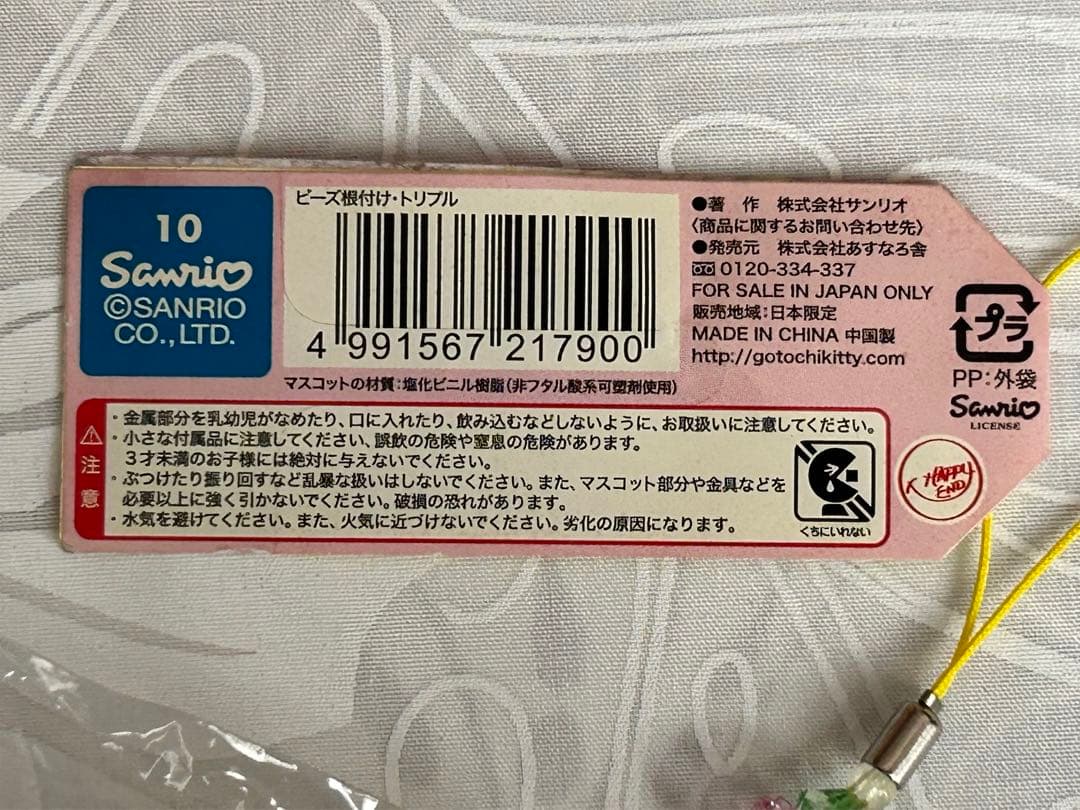 10
Sanrio
©SANRIO
CO.,LTD.
ビーズ根付け・トリプル
4 991567 217900
マスコットの材質:塩化ビニル樹脂(非フタル酸系可塑剤使用)
●著 作 株式会社サンリオ
〈商品に関するお問い合わせ先〉
●発売元 株式会社あすなろ舎
0120-334-337
FOR SALE IN JAPAN ONLY
販売地域:日本限定
MADE IN CHINA 中国製
http://gotochikitty.com
プラ
PP:外袋
Sanrio
LICENSE
HAPPY
END
注意
・金属部分を乳幼児がなめたり、口に入れたり、飲み込むなどしないように、お取扱いに注意してください。
・小さな付属品に注意してください、誤飲の危険や窒息の危険があります。
3才未満のお子様には絶対に与えないでください。
・ぶつけたり振り回すなど乱暴な扱いはしないでください。また、マスコット部分や金具などを
必要以上に強く引かないでください。破損の恐れがあります。
・水気を避けてください。また、火気に近づけないでください。劣化の原因になります。
くちにいれない